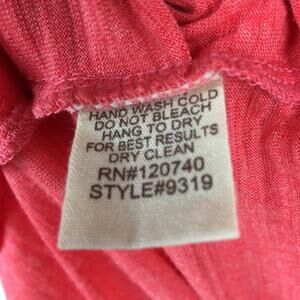 HAND WASH COLD
DO NOT BLEACH
HANG TO DRY
FOR BEST RESULTS
DRY CLEAN
RN#120740
STYLE#9319